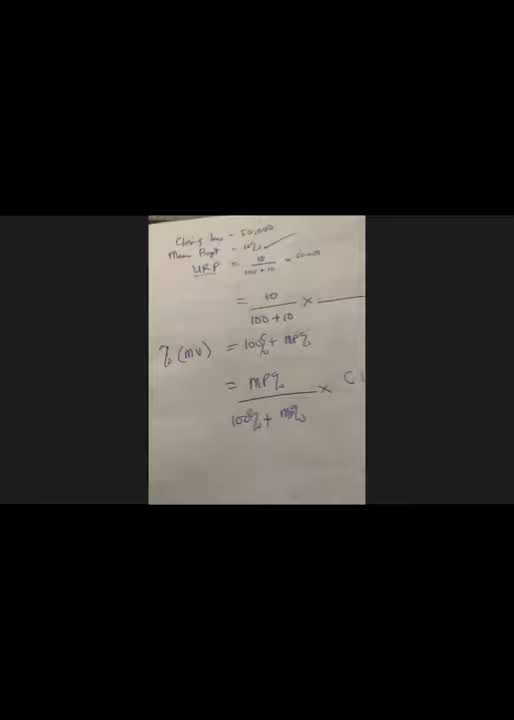 Closing Inv - 50,000
Manu Profit = 10%
URP = 10/100+10 = 50,000
= 10/100+10 ×
% (MV) = 100% + MP%
= MP%/100%+ MP% × C